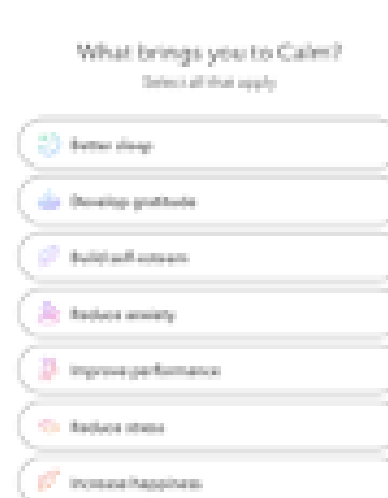 What brings you to Calm?
Select all that apply
Better sleep
Develop gratitude
Build self esteem
Reduce anxiety
Improve performance
Reduce stress
Increase happiness